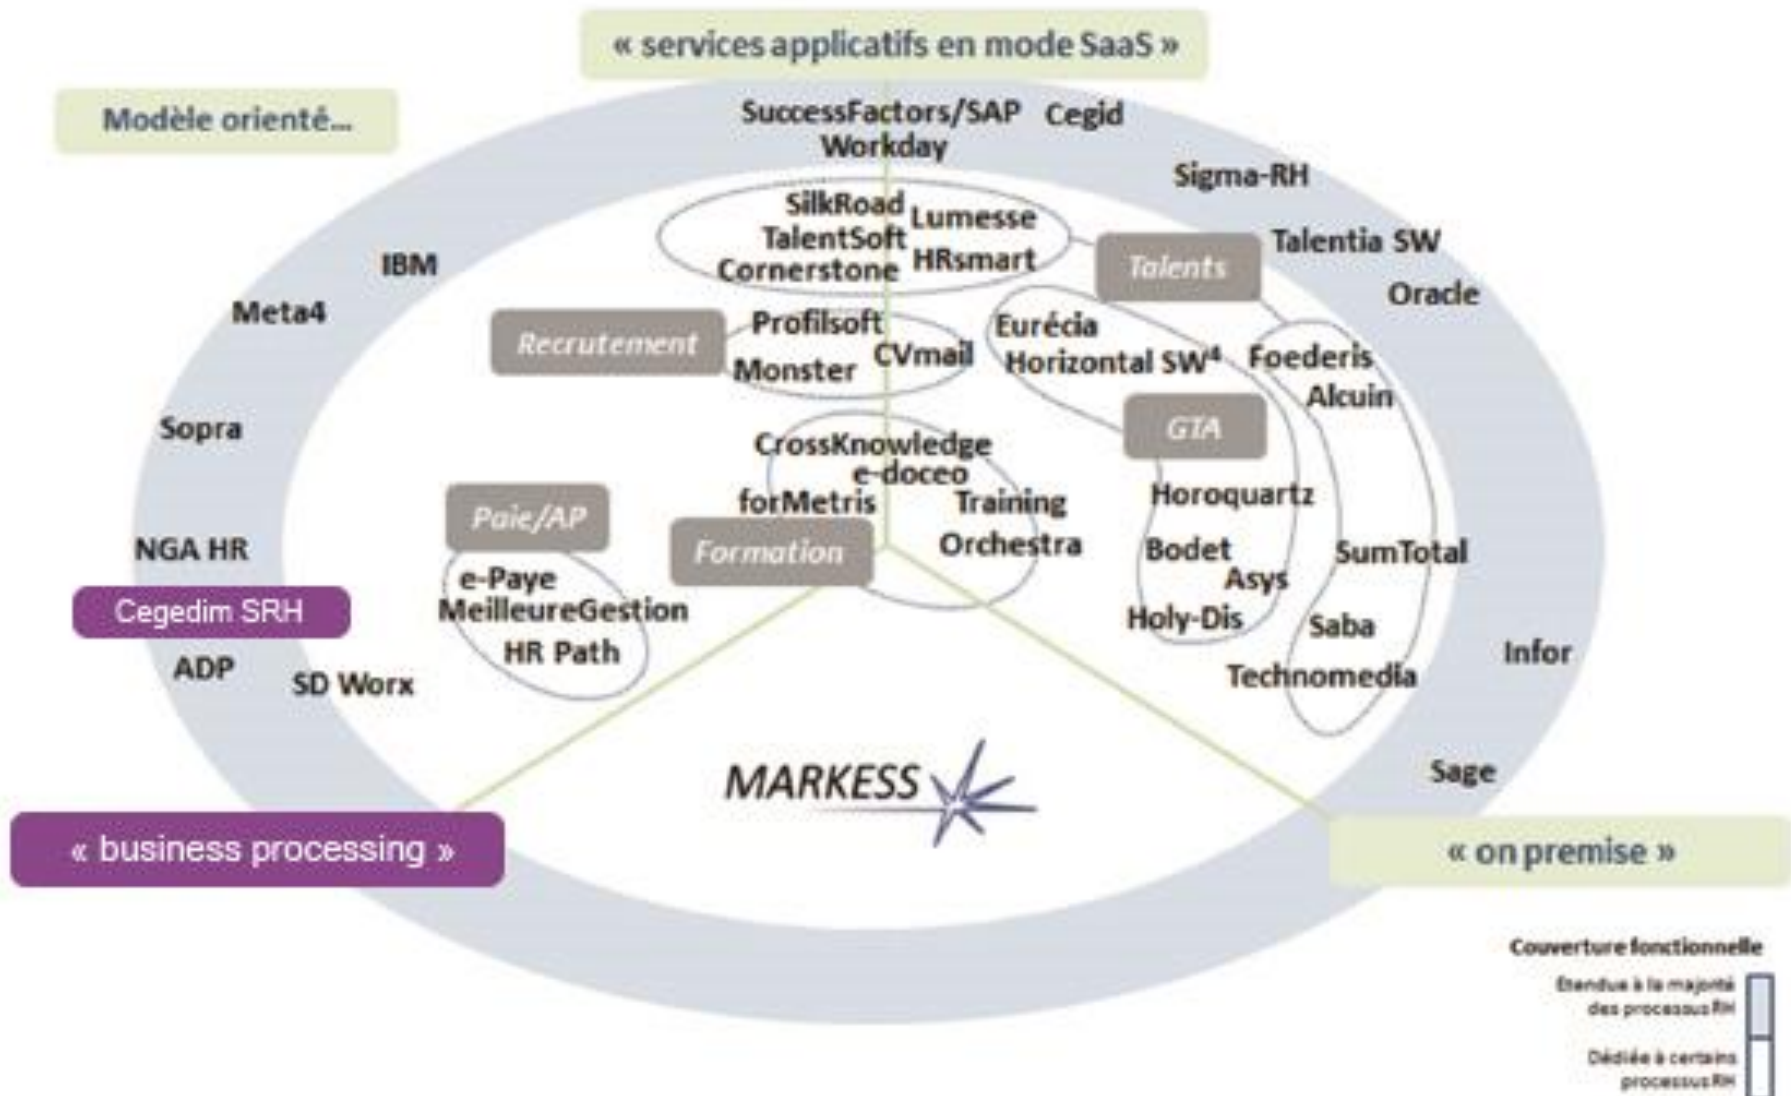 « services applicatifs en mode SaaS »
Modèle orienté...
SuccessFactors/SAP
Cegid
Workday
Sigma-RH
SilkRoad
Lumesse
TalentSoft
HRsmart
Cornerstone
Talents
Talentia SW
Oracle
IBM
Meta4
Recrutement
Profilsoft
CVmail
Monster
Eurécia
Horizontal SW⁴
Foederis
Alcuin
GTA
Sopra
CrossKnowledge
e-doceo
forMetris
Training
Orchestra
Formation
Horoquartz
Bodet
Asys
Holy-Dis
SumTotal
Saba
Technomedia
Paie/AP
e-Paye
MeilleureGestion
HR Path
NGA HR
Cegedim SRH
ADP
SD Worx
Infor
Sage
MARKESS
« business processing »
« on premise »
Couverture fonctionnelle
Etendue à la majorité
des processus RH
Dédiée à certains
processus RH